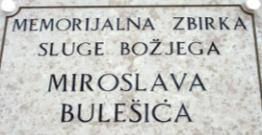 MEMORIJALNA ZBIRKA
SLUGE BOŽJEGA
MIROSLAVA
BULEŠIĆA